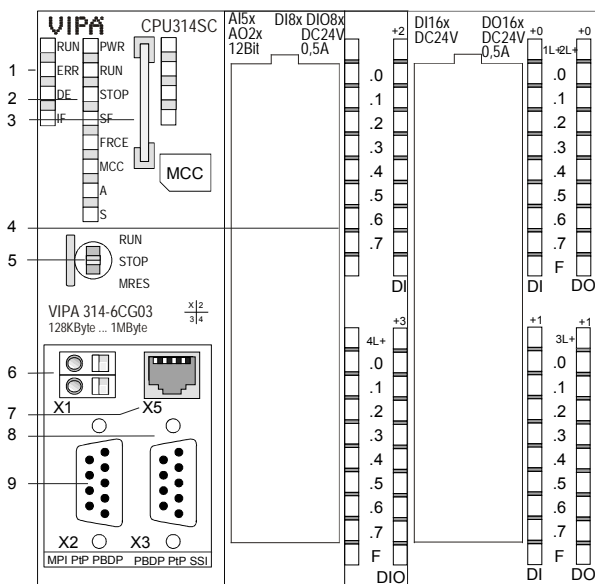 VIPA CPU314SC
RUN PWR
1 ERR RUN
2 DE STOP
3 IF SF
FRCE
MCC MCC
A
S
4
RUN
5 STOP
MRES
VIPA 314-6CG03 X 2
128KByte ... 1MByte 3 4
6
X1 X5
7
8
9
X2 X3
MPI PtP PBDP PBDP PtP SSI
AI5x DI8x DIO8x
AO2x DC24V
12Bit 0,5A
+2
.0
.1
.2
.3
.4
.5
.6
.7
DI
+3
4L+
.0
.1
.2
.3
.4
.5
.6
.7
F
DIO
DI16x DO16x
DC24V DC24V
0,5A
+0 +0
1L+2L+
.0
.1
.2
.3
.4
.5
.6
.7
F
DI DO
+1 +1
3L+
.0
.1
.2
.3
.4
.5
.6
.7
F
DI DO